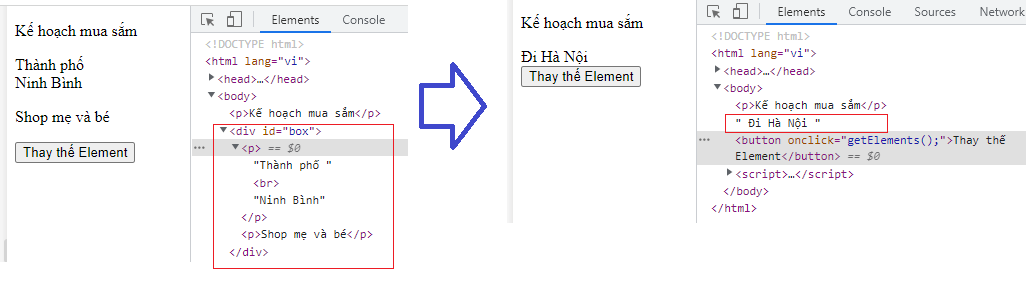 Kế hoạch mua sắm
Thành phố
Ninh Bình
Shop mẹ và bé
Thay thế Element
Elements Console
<!DOCTYPE html>
<html lang="vi">
<head>…</head>
<body>
<p>Kế hoạch mua sắm</p>
<div id="box">
<p> == $0
"Thành phố "
<br>
"Ninh Bình"
</p>
<p>Shop mẹ và bé</p>
</div>
Kế hoạch mua sắm
Đi Hà Nội
Thay thế Element
Elements Console Sources Network
<!DOCTYPE html>
<html lang="vi">
<head>…</head>
<body>
<p>Kế hoạch mua sắm</p>
" Đi Hà Nội "
<button onclick="getElements();">Thay thế
Element</button> == $0
<script>…</script>
</body>
</html>